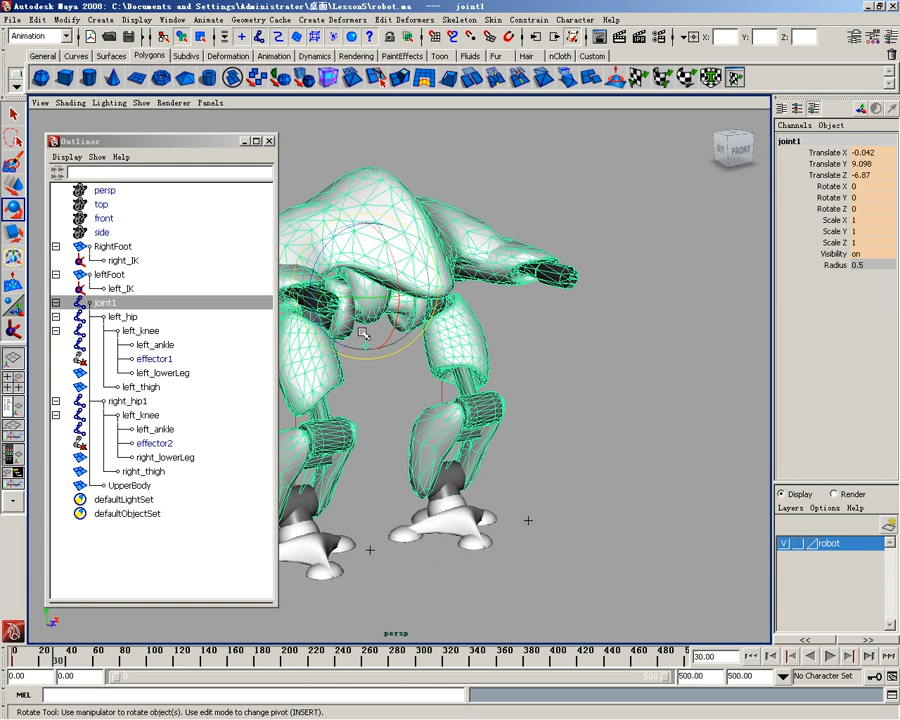 Autodesk Maya 2008: C:\Documents and Settings\Administrator\桌面\Lesson5\robot.ma --- joint1
File Edit Modify Create Display Window Animate Geometry Cache Create Deformers Edit Deformers Skeleton Skin Constrain Character Help
Animation X: Y: Z:
General Curves Surfaces Polygons Subdivs Deformation Animation Dynamics Rendering PaintEffects Toon Fluids Fur Hair nCloth Custom
View Shading Lighting Show Renderer Panels
Channels Object
Outliner
Display Show Help
joint1
Translate X -0.042
Translate Y 9.098
Translate Z -6.87
Rotate X 0
Rotate Y 0
Rotate Z 0
Scale X 1
Scale Y 1
Scale Z 1
Visibility on
Radius 0.5
FRONT
persp
top
front
side
RightFoot
right_IK
leftFoot
left_IK
joint1
left_hip
left_knee
left_ankle
effector1
left_lowerLeg
left_thigh
right_hip1
left_knee
left_ankle
effector2
right_lowerLeg
right_thigh
UpperBody
defaultLightSet
defaultObjectSet
Display Render
Layers Options Help
V robot
persp
<< >>
0 20 30 40 60 80 100 120 140 160 180 200 220 240 260 280 300 320 340 360 380 400 420 440 460 480 5
30.00
0.00 0.00 0 500 500.00 500.00 No Character Set
MEL
Rotate Tool: Use manipulator to rotate object(s). Use edit mode to change pivot (INSERT).